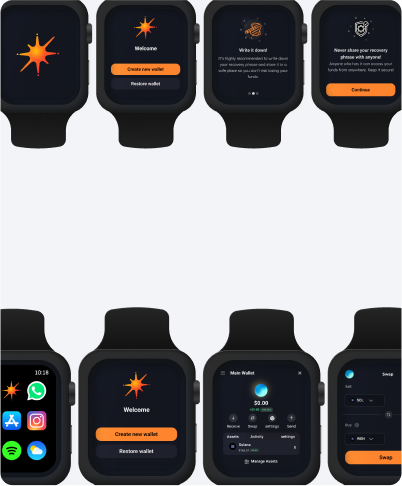 Welcome
Create new wallet
Restore wallet
Write it down!
It's highly recommended to write down
your recovery phrase and store it in a
safe place so you don't risk losing your
funds.
Never share your recovery
phrase with anyone!
Anyone who has it can access your
funds from anywhere. Keep it secure!
Continue
10:18
Welcome
Create new wallet
Restore wallet
Main Wallet
$0.00
Receive
Swap
settings
Send
Assets
Activity
settings
Solana
Manage Assets
Swap
Sell
SOL
Buy
Swap